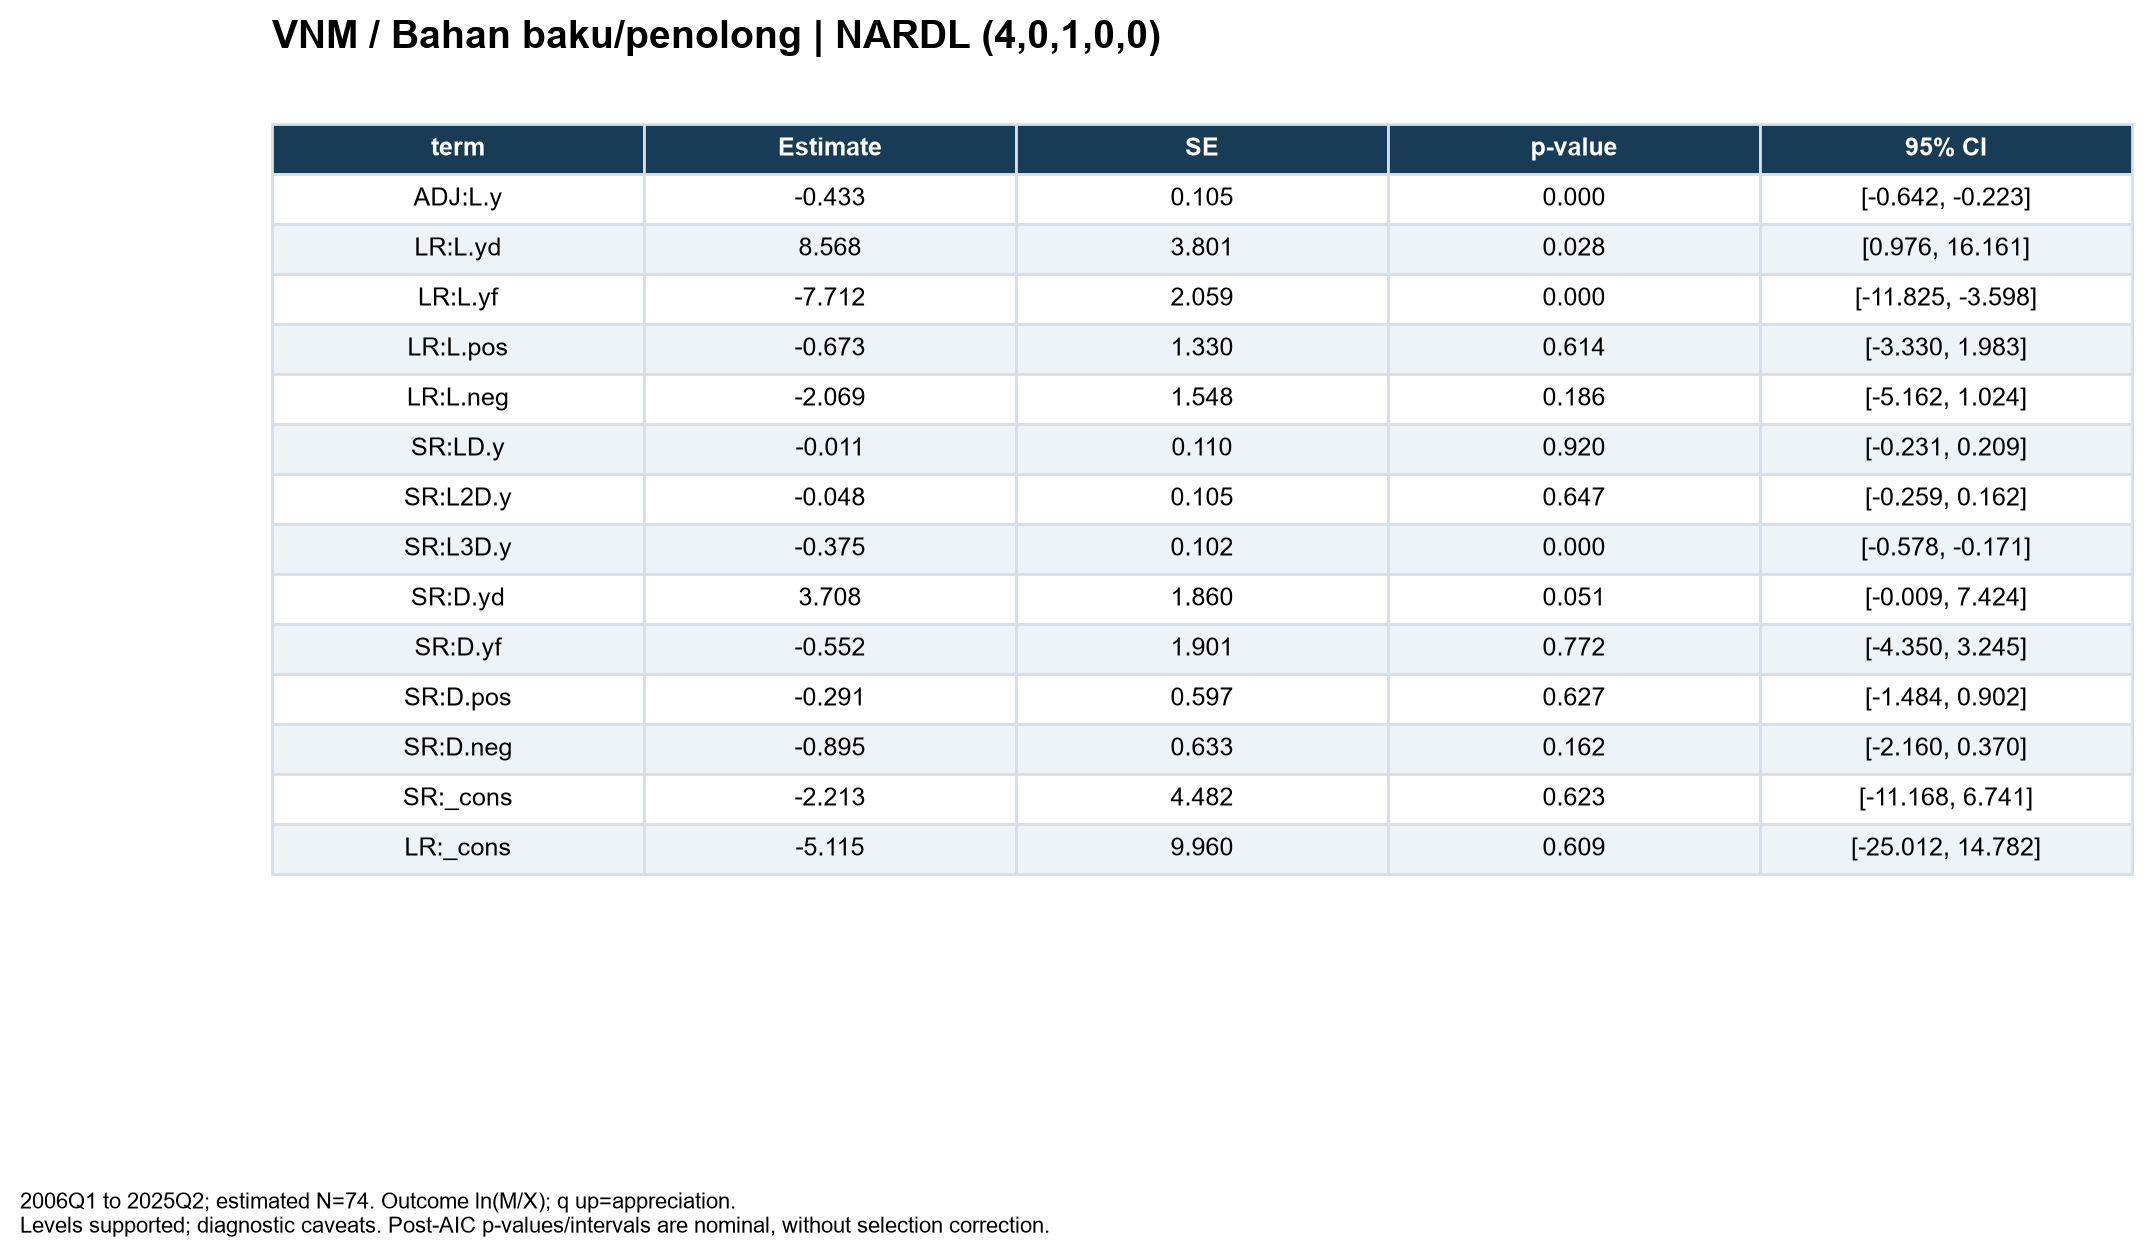 VNM / Bahan baku/penolong | NARDL (4,0,1,0,0)
term Estimate SE p-value 95% CI
ADJ:L.y -0.433 0.105 0.000 [-0.642, -0.223]
LR:L.yd 8.568 3.801 0.028 [0.976, 16.161]
LR:L.yf -7.712 2.059 0.000 [-11.825, -3.598]
LR:L.pos -0.673 1.330 0.614 [-3.330, 1.983]
LR:L.neg -2.069 1.548 0.186 [-5.162, 1.024]
SR:LD.y -0.011 0.110 0.920 [-0.231, 0.209]
SR:L2D.y -0.048 0.105 0.647 [-0.259, 0.162]
SR:L3D.y -0.375 0.102 0.000 [-0.578, -0.171]
SR:D.yd 3.708 1.860 0.051 [-0.009, 7.424]
SR:D.yf -0.552 1.901 0.772 [-4.350, 3.245]
SR:D.pos -0.291 0.597 0.627 [-1.484, 0.902]
SR:D.neg -0.895 0.633 0.162 [-2.160, 0.370]
SR:_cons -2.213 4.482 0.623 [-11.168, 6.741]
LR:_cons -5.115 9.960 0.609 [-25.012, 14.782]
2006Q1 to 2025Q2; estimated N=74. Outcome ln(M/X); q up=appreciation.
Levels supported; diagnostic caveats. Post-AIC p-values/intervals are nominal, without selection correction.